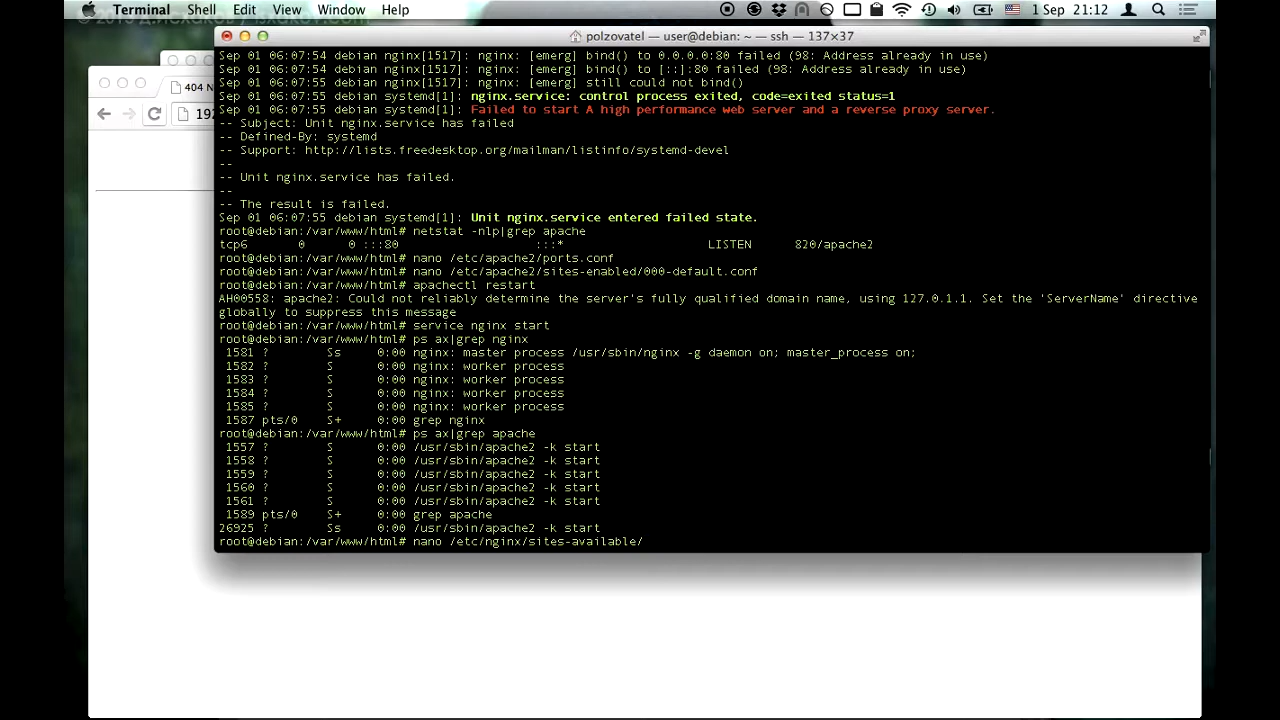 Terminal Shell Edit View Window Help 1 Sep 21:12
polzovatel — user@debian: ~ — ssh — 137×37
404 N
192
Sep 01 06:07:54 debian nginx[1517]: nginx: [emerg] bind() to 0.0.0.0:80 failed (98: Address already in use)
Sep 01 06:07:54 debian nginx[1517]: nginx: [emerg] bind() to [::]:80 failed (98: Address already in use)
Sep 01 06:07:55 debian nginx[1517]: nginx: [emerg] still could not bind()
Sep 01 06:07:55 debian systemd[1]: nginx.service: control process exited, code=exited status=1
Sep 01 06:07:55 debian systemd[1]: Failed to start A high performance web server and a reverse proxy server.
-- Subject: Unit nginx.service has failed
-- Defined-By: systemd
-- Support: http://lists.freedesktop.org/mailman/listinfo/systemd-devel
--
-- Unit nginx.service has failed.
--
-- The result is failed.
Sep 01 06:07:55 debian systemd[1]: Unit nginx.service entered failed state.
root@debian:/var/www/html# netstat -nlp|grep apache
tcp6 0 0 :::80 :::* LISTEN 820/apache2
root@debian:/var/www/html# nano /etc/apache2/ports.conf
root@debian:/var/www/html# nano /etc/apache2/sites-enabled/000-default.conf
root@debian:/var/www/html# apachectl restart
AH00558: apache2: Could not reliably determine the server's fully qualified domain name, using 127.0.1.1. Set the 'ServerName' directive
globally to suppress this message
root@debian:/var/www/html# service nginx start
root@debian:/var/www/html# ps ax|grep nginx
1581 ? Ss 0:00 nginx: master process /usr/sbin/nginx -g daemon on; master_process on;
1582 ? S 0:00 nginx: worker process
1583 ? S 0:00 nginx: worker process
1584 ? S 0:00 nginx: worker process
1585 ? S 0:00 nginx: worker process
1587 pts/0 S+ 0:00 grep nginx
root@debian:/var/www/html# ps ax|grep apache
1557 ? S 0:00 /usr/sbin/apache2 -k start
1558 ? S 0:00 /usr/sbin/apache2 -k start
1559 ? S 0:00 /usr/sbin/apache2 -k start
1560 ? S 0:00 /usr/sbin/apache2 -k start
1561 ? S 0:00 /usr/sbin/apache2 -k start
1589 pts/0 S+ 0:00 grep apache
26925 ? Ss 0:00 /usr/sbin/apache2 -k start
root@debian:/var/www/html# nano /etc/nginx/sites-available/